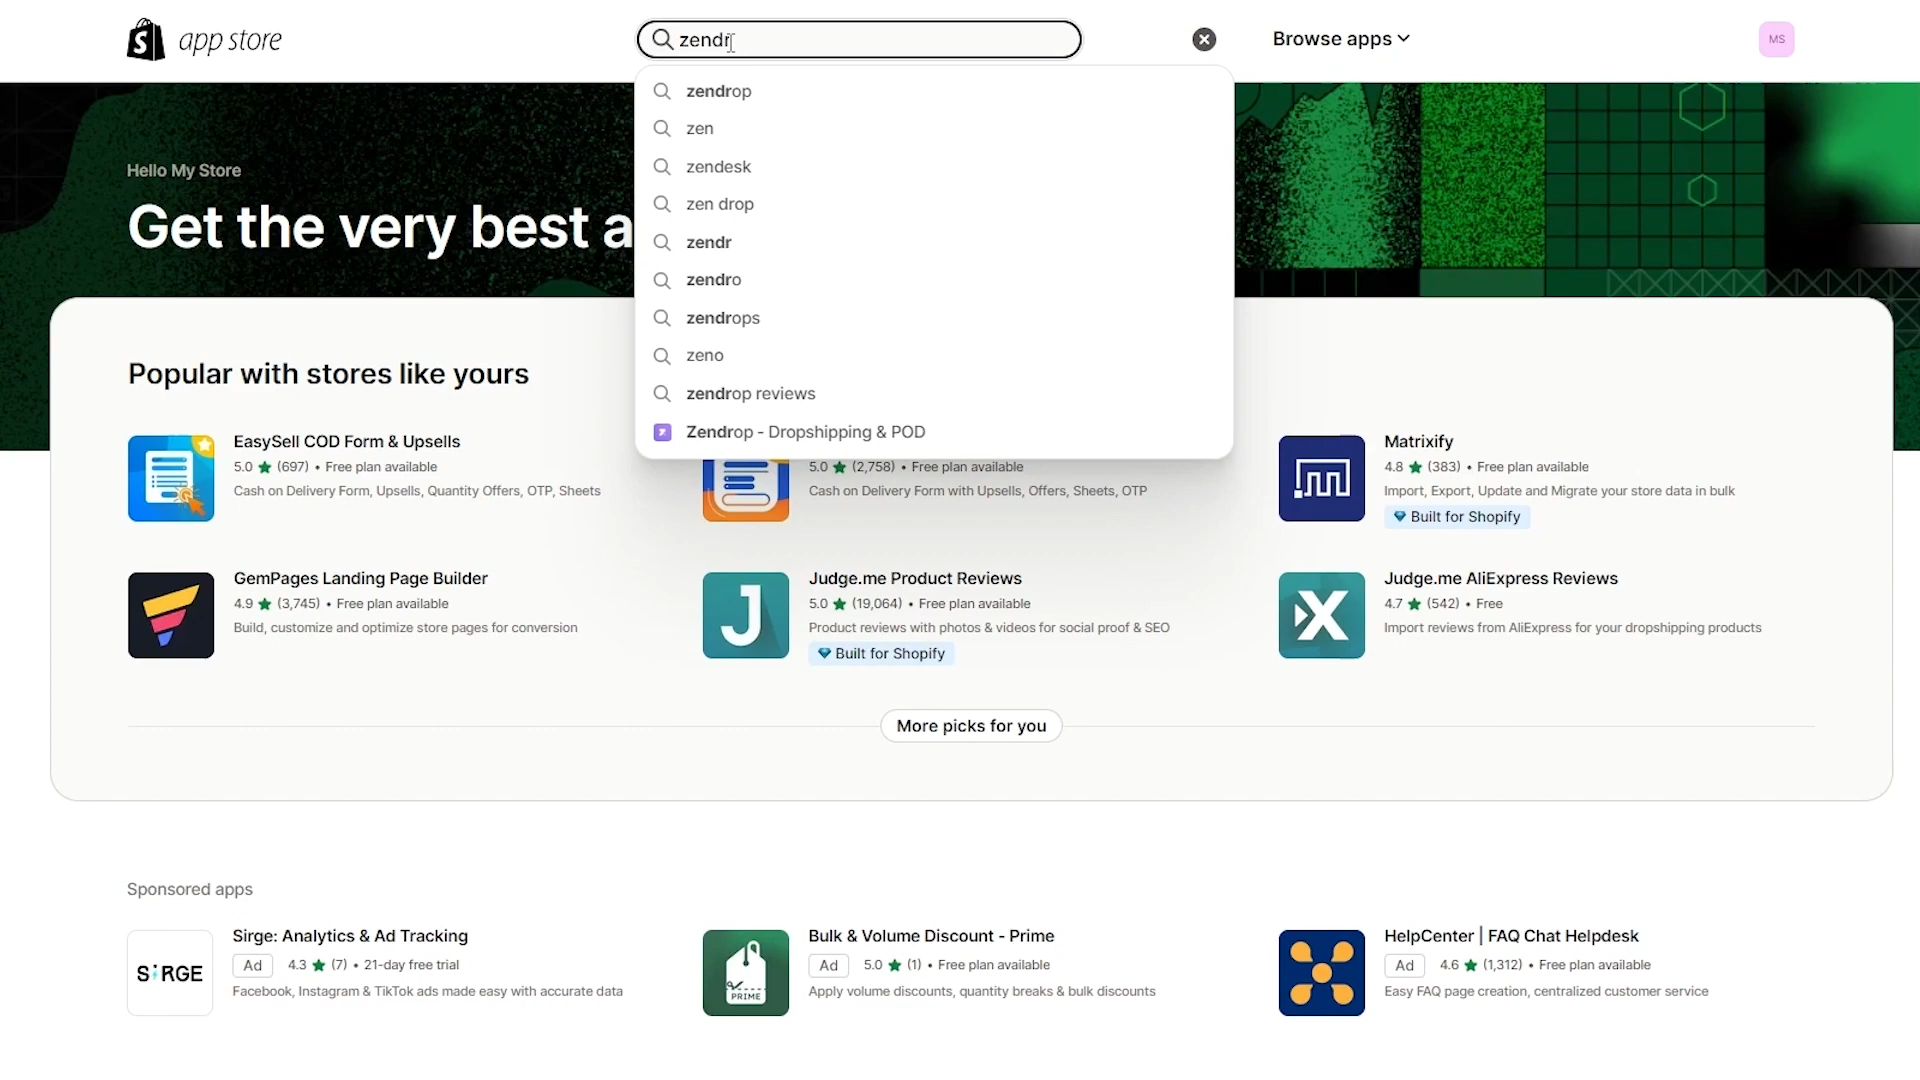 app store
zendr
Browse apps
MS
zendrop
zen
zendesk
zen drop
zendr
zendro
zendrops
zeno
zendrop reviews
Zendrop - Dropshipping & POD
Hello My Store
Get the very best a
Popular with stores like yours
EasySell COD Form & Upsells
5.0 ★ (697) • Free plan available
Cash on Delivery Form, Upsells, Quantity Offers, OTP, Sheets
5.0 ★ (2,758) • Free plan available
Cash on Delivery Form with Upsells, Offers, Sheets, OTP
Matrixify
4.8 ★ (383) • Free plan available
Import, Export, Update and Migrate your store data in bulk
Built for Shopify
GemPages Landing Page Builder
4.9 ★ (3,745) • Free plan available
Build, customize and optimize store pages for conversion
J
Judge.me Product Reviews
5.0 ★ (19,064) • Free plan available
Product reviews with photos & videos for social proof & SEO
Built for Shopify
X
Judge.me AliExpress Reviews
4.7 ★ (542) • Free
Import reviews from AliExpress for your dropshipping products
More picks for you
Sponsored apps
SIRGE
Sirge: Analytics & Ad Tracking
Ad 4.3 ★ (7) • 21-day free trial
Facebook, Instagram & TikTok ads made easy with accurate data
PRIME
Bulk & Volume Discount - Prime
Ad 5.0 ★ (1) • Free plan available
Apply volume discounts, quantity breaks & bulk discounts
HelpCenter | FAQ Chat Helpdesk
Ad 4.6 ★ (1,312) • Free plan available
Easy FAQ page creation, centralized customer service